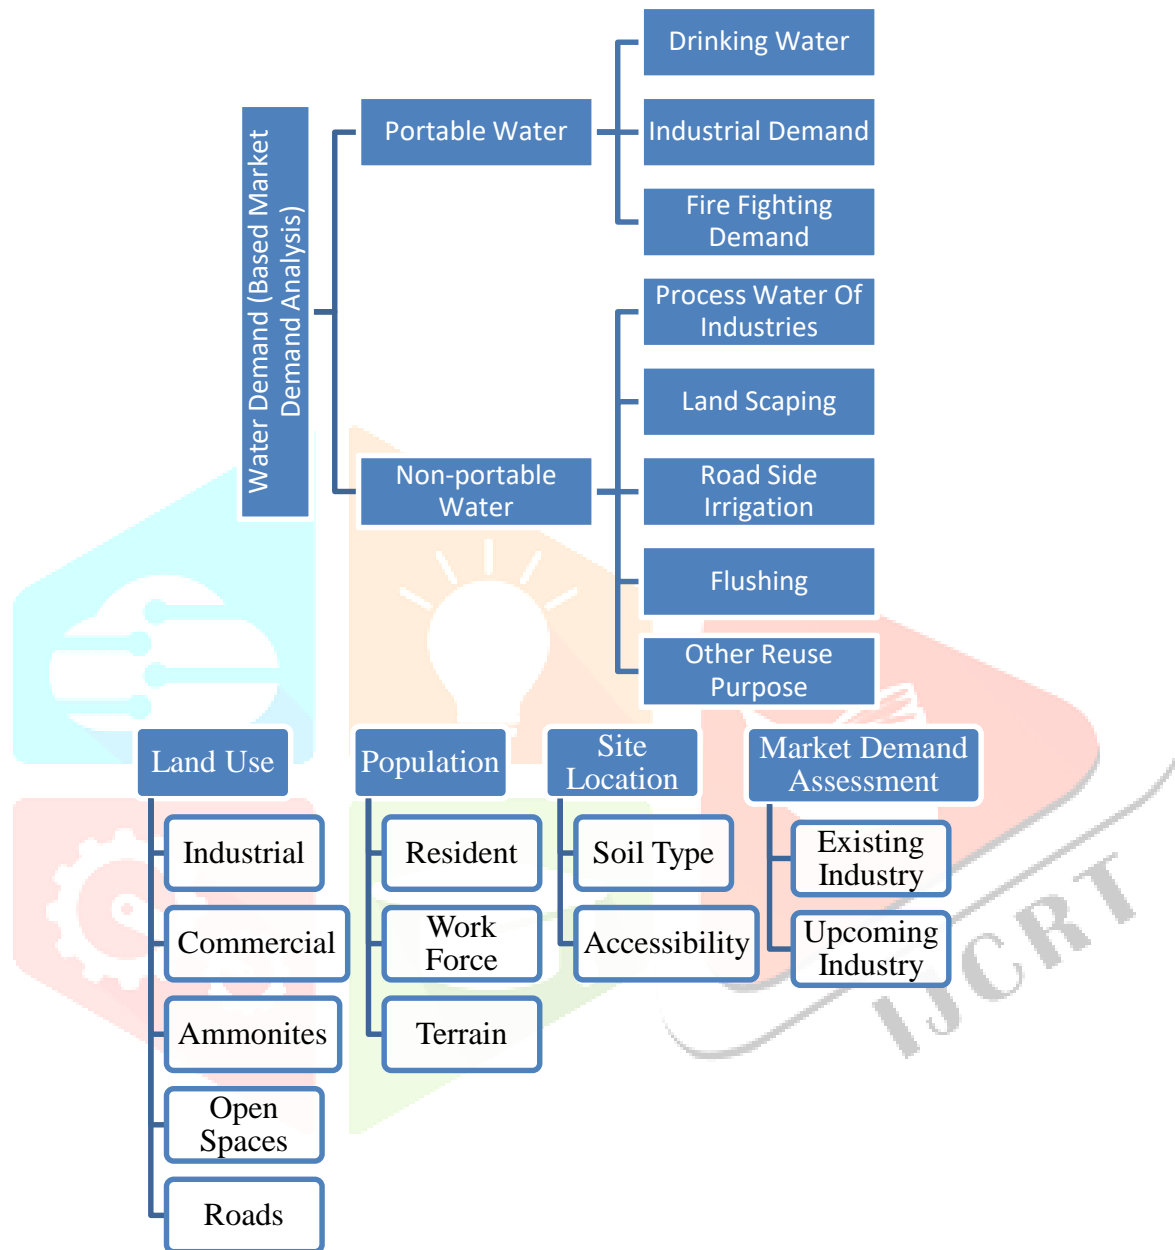 Water Demand (Based Market
Demand Analysis)
Portable Water
Drinking Water
Industrial Demand
Fire Fighting
Demand
Non-portable
Water
Process Water Of
Industries
Land Scaping
Road Side
Irrigation
Flushing
Other Reuse
Purpose
Land Use
Industrial
Commercial
Ammonites
Open
Spaces
Roads
Population
Resident
Work
Force
Terrain
Site
Location
Soil Type
Accessibility
Market Demand
Assessment
Existing
Industry
Upcoming
Industry
IJCRT